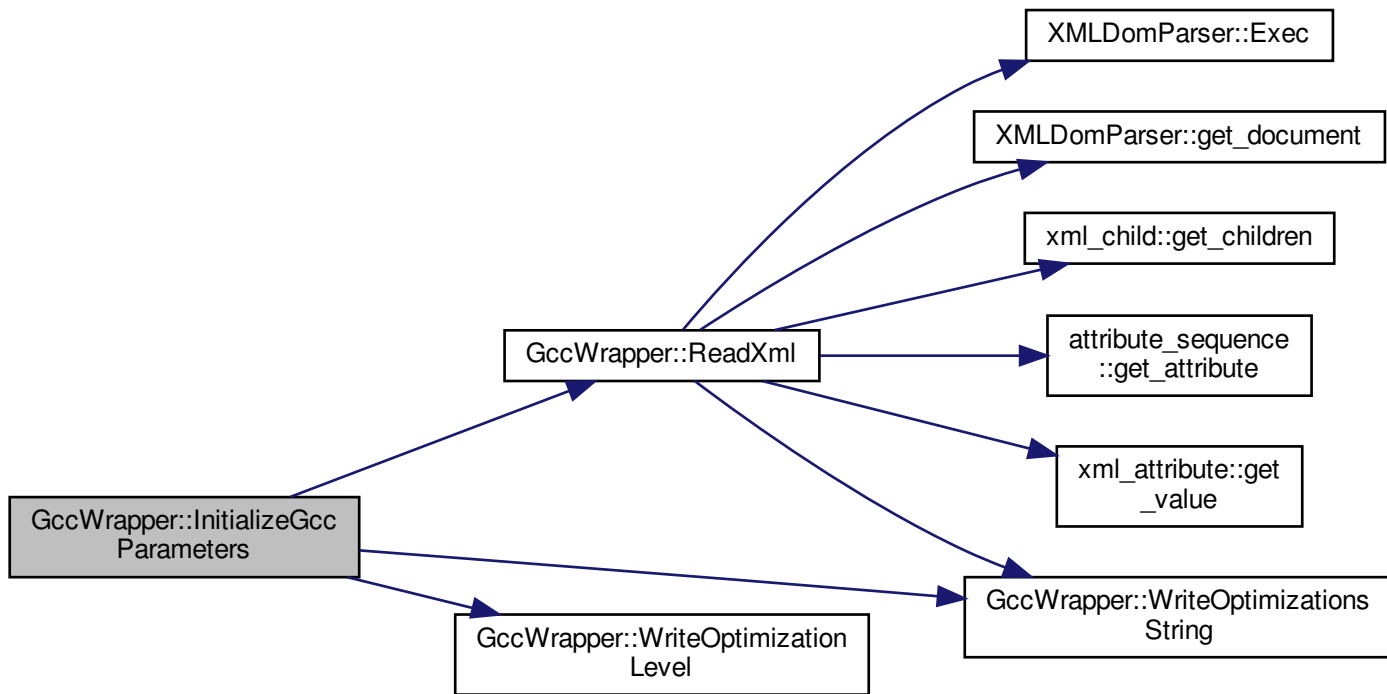 XMLDomParser::Exec
XMLDomParser::get_document
xml_child::get_children
GccWrapper::ReadXml
attribute_sequence
::get_attribute
xml_attribute::get
_value
GccWrapper::InitializeGcc
Parameters
GccWrapper::WriteOptimizations
String
GccWrapper::WriteOptimization
Level